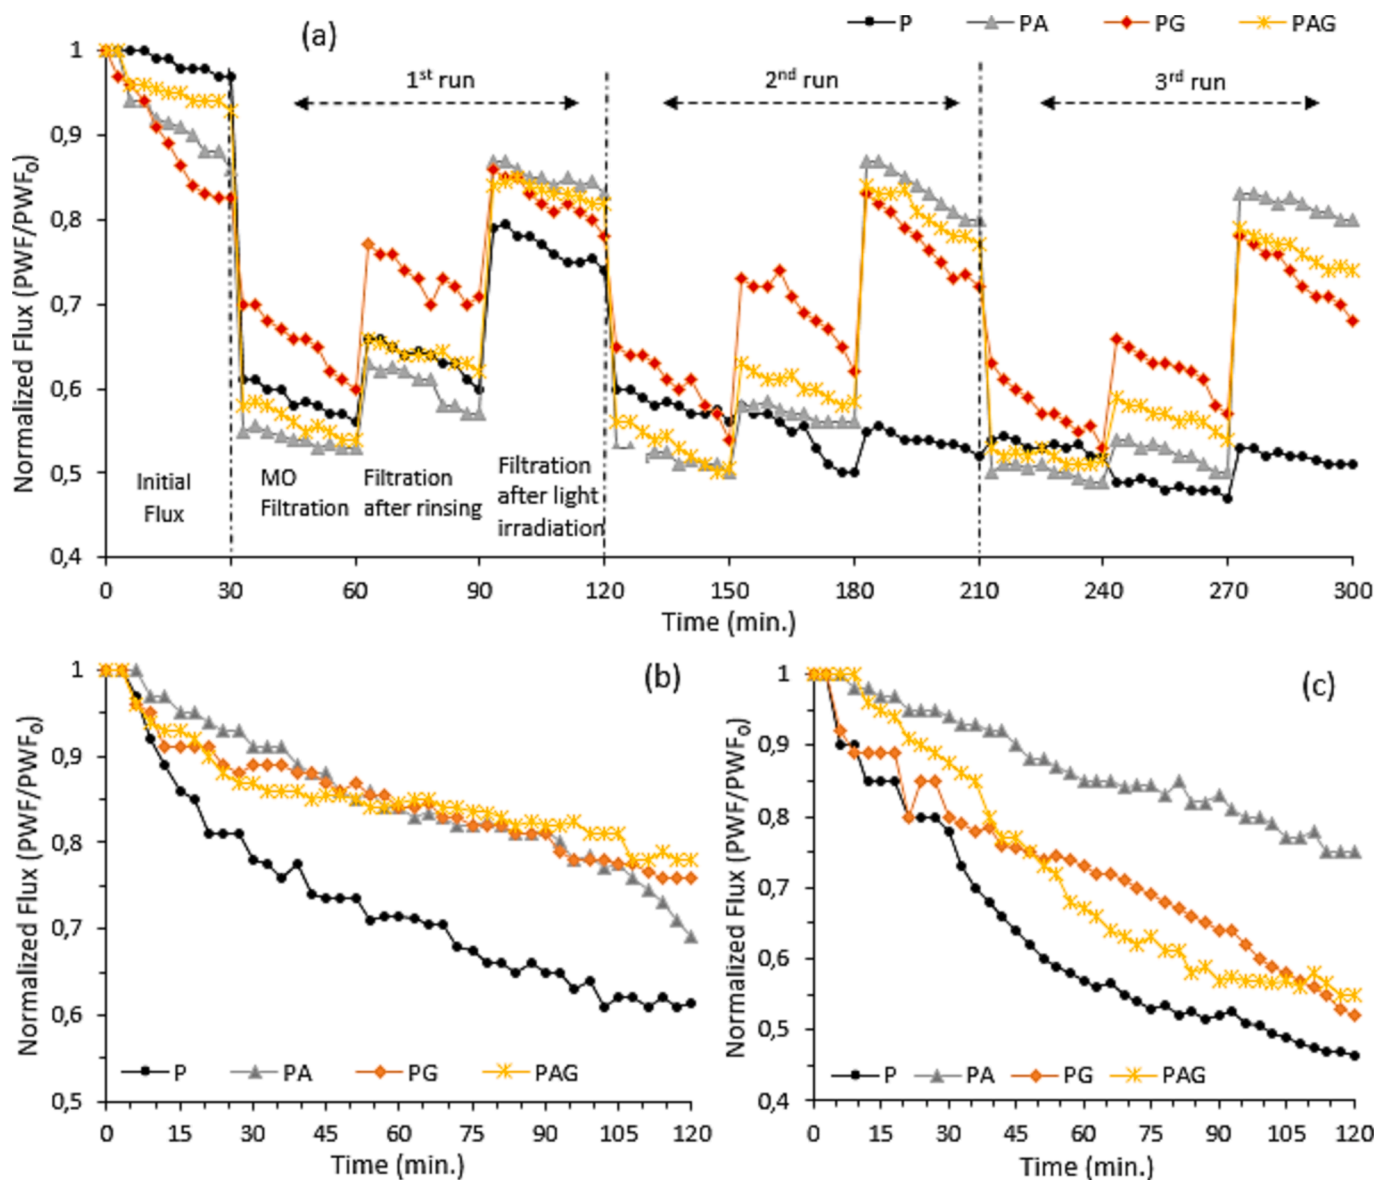 P PA PG PAG
(a)
1st run
2nd run
3rd run
Normalized Flux (PWF/PWF0)
1
0,9
0,8
0,7
0,6
0,5
0,4
Initial
Flux
MO
Filtration
Filtration
after rinsing
Filtration
after light
irradiation
0 30 60 90 120 150 180 210 240 270 300
Time (min.)
(b)
Normalized Flux (PWF/PWF0)
1
0,9
0,8
0,7
0,6
0,5
P PA PG PAG
0 15 30 45 60 75 90 105 120
Time (min.)
(c)
Normalized Flux (PWF/PWF0)
1
0,9
0,8
0,7
0,6
0,5
0,4
P PA PG PAG
0 15 30 45 60 75 90 105 120
Time (min.)